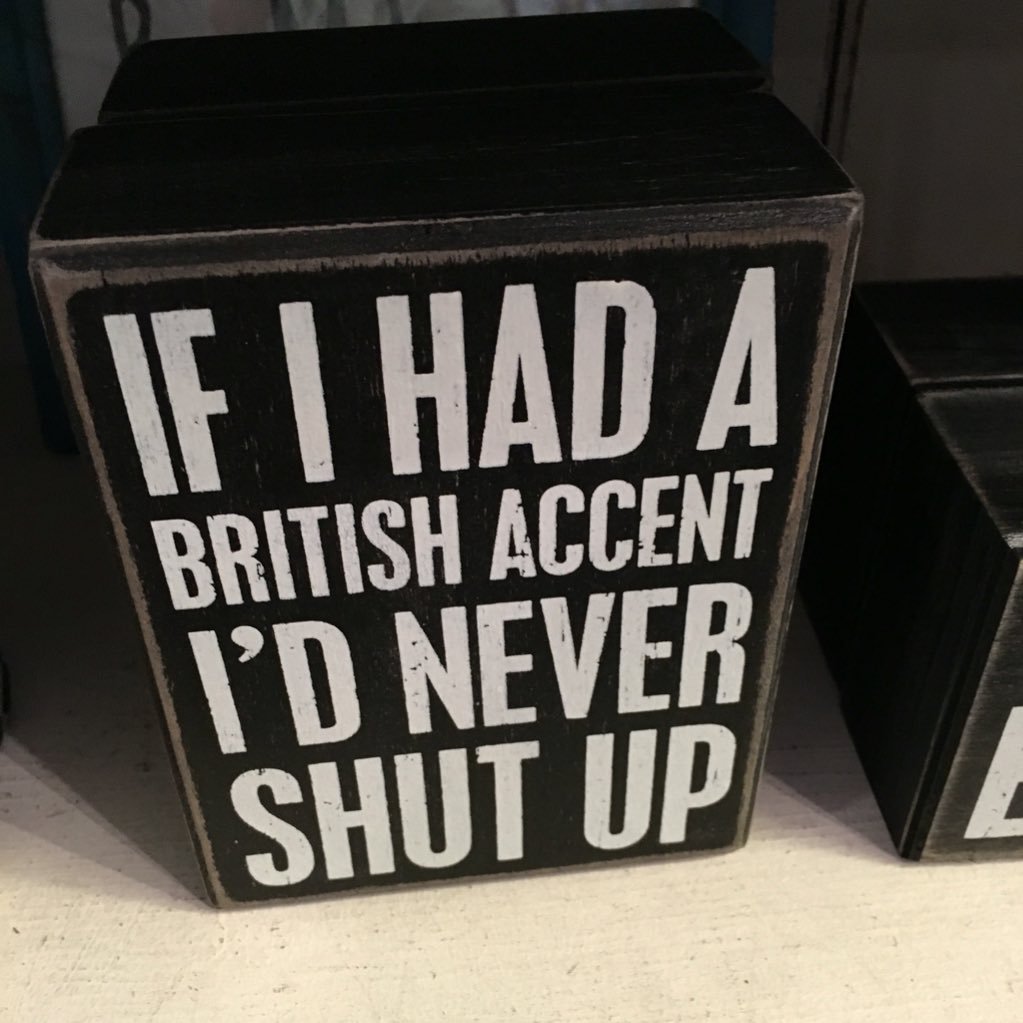 IF I HAD A
BRITISH ACCENT
I'D NEVER
SHUT UP